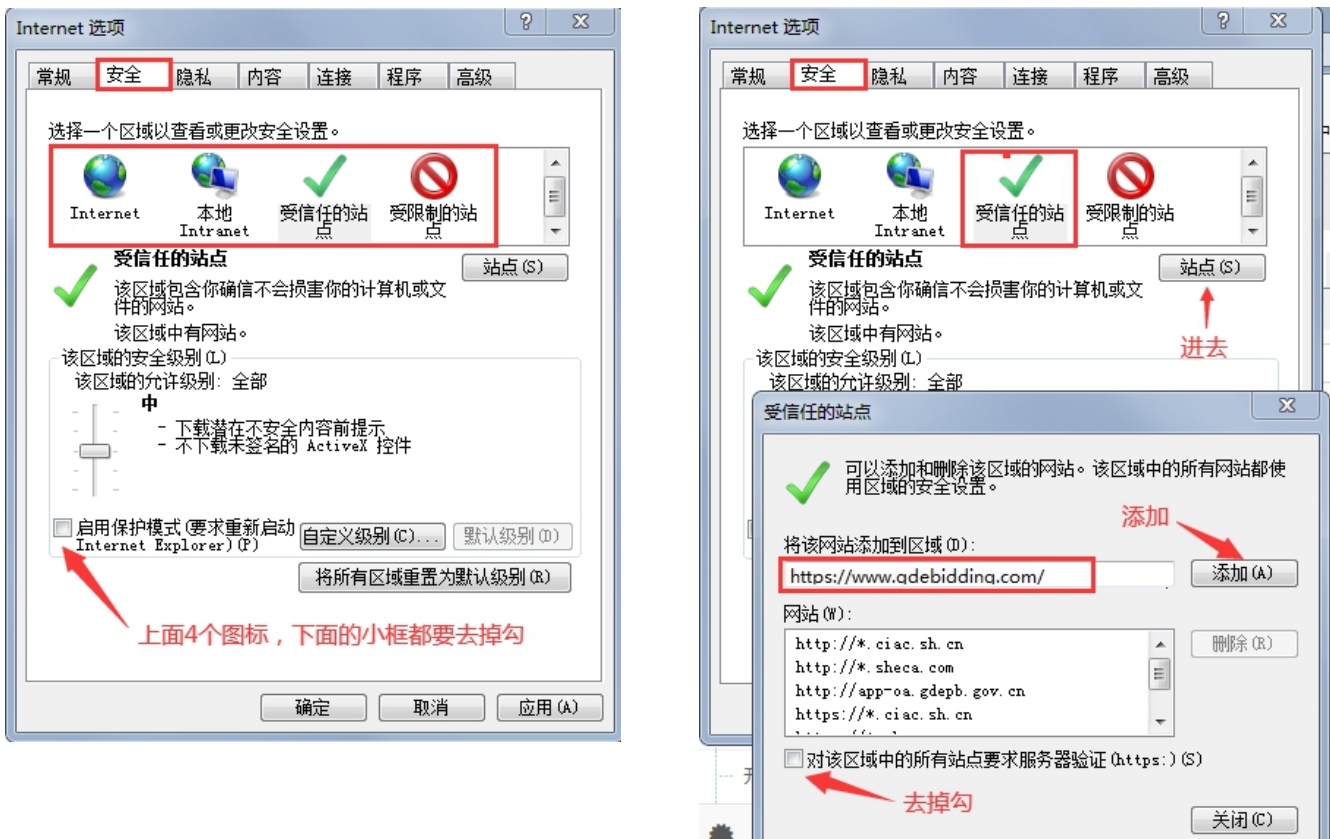 Internet 选项
常规 安全 隐私 内容 连接 程序 高级
选择一个区域以查看或更改安全设置。
Internet
本地
Intranet
受信任的站
点
受限制的站
点
受信任的站点
站点(S)
该区域包含你确信不会损害你的计算机或文
件的网站。
该区域中有网站。
该区域的安全级别(L)
该区域的允许级别: 全部
中
- 下载潜在不安全内容前提示
- 不下载未签名的 ActiveX 控件
启用保护模式(要求重新启动
Internet Explorer)(P)
自定义级别(C)...
默认级别(D)
将所有区域重置为默认级别(R)
上面4个图标，下面的小框都要去掉勾
确定 取消 应用(A)
Internet 选项
常规 安全 隐私 内容 连接 程序 高级
选择一个区域以查看或更改安全设置。
Internet
本地
Intranet
受信任的站
点
受限制的站
点
受信任的站点
站点(S)
该区域包含你确信不会损害你的计算机或文
件的网站。
进去
该区域中有网站。
该区域的安全级别(L)
该区域的允许级别: 全部
受信任的站点
可以添加和删除该区域的网站。该区域中的所有网站都使
用区域的安全设置。
添加
将该网站添加到区域(D):
https://www.gdebidding.com/
添加(A)
网站(W):
http://*.ciac.sh.cn
http://*.sheca.com
http://app-oa.gdepb.gov.cn
https://*.ciac.sh.cn
删除(R)
对该区域中的所有站点要求服务器验证(https:)(S)
去掉勾
关闭(C)